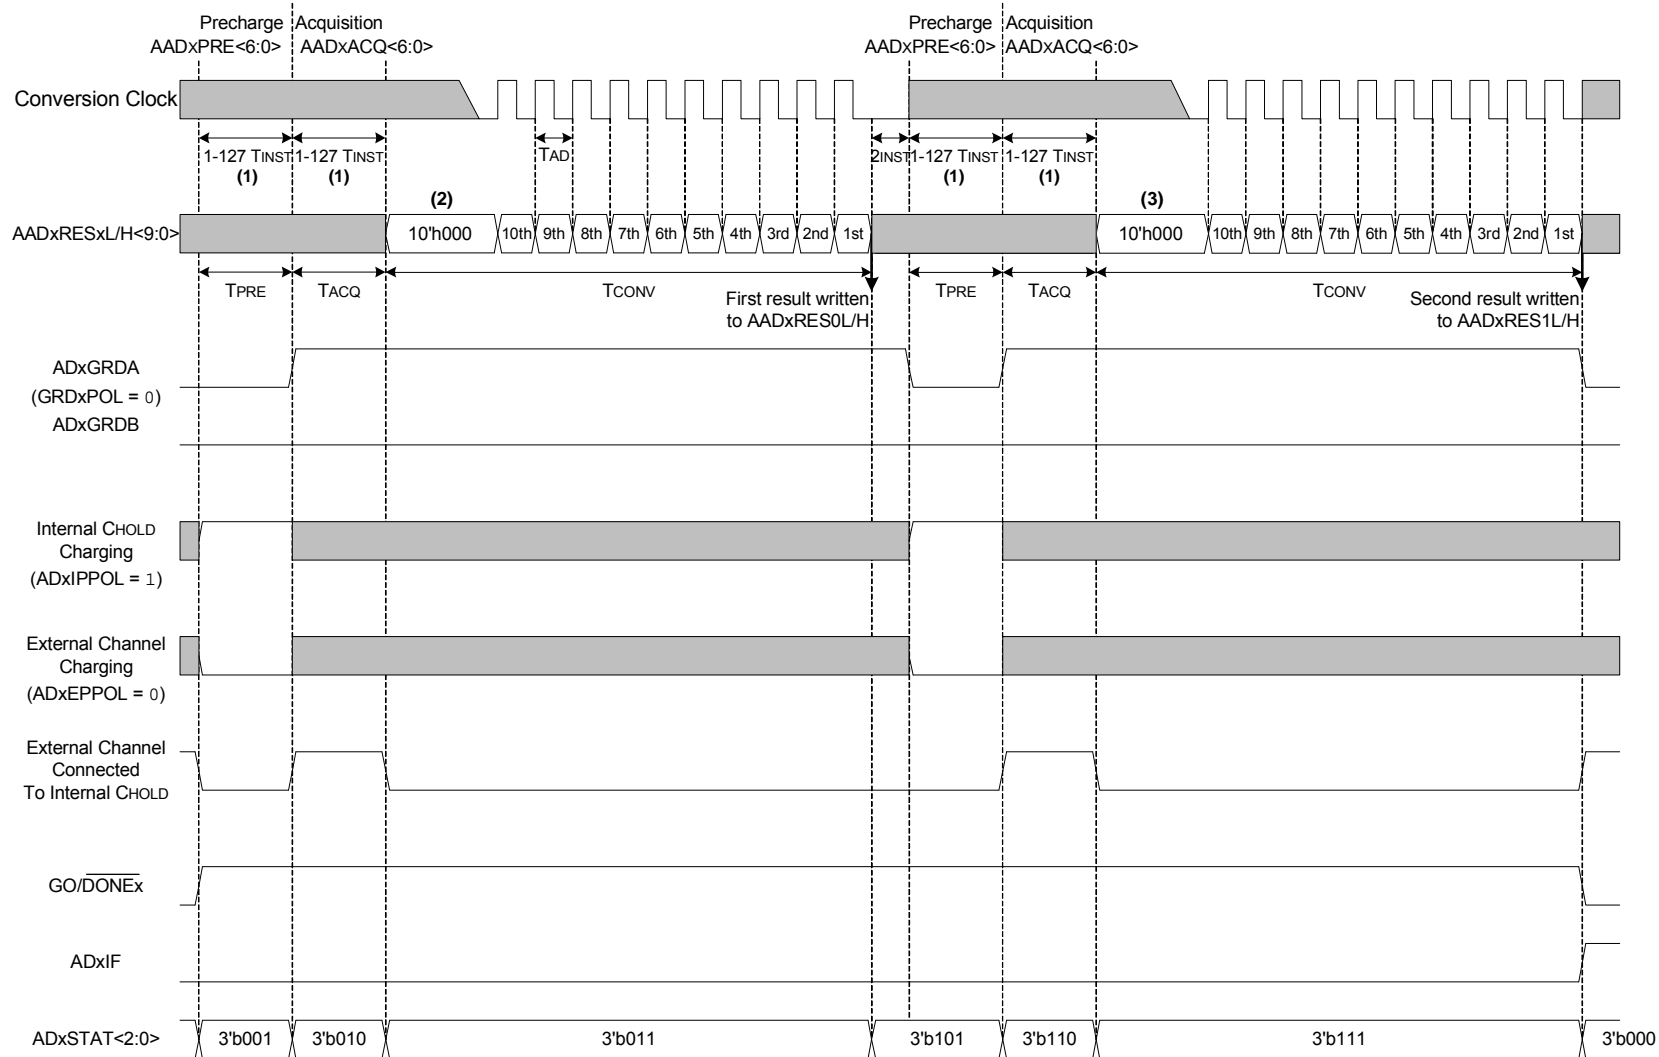 Precharge Acquisition Precharge Acquisition
AADxPRE<6:0> AADxACQ<6:0> AADxPRE<6:0> AADxACQ<6:0>
Conversion Clock
1-127 TINST 1-127 TINST TAD 2INST 1-127 TINST 1-127 TINST
(1) (1) (1) (1)
(2) (3)
AADxRESxL/H<9:0> 10'h000 10th 9th 8th 7th 6th 5th 4th 3rd 2nd 1st 10'h000 10th 9th 8th 7th 6th 5th 4th 3rd 2nd 1st
TPRE TACQ TCONV TPRE TACQ TCONV
First result written Second result written
to AADxRES0L/H to AADxRES1L/H
ADxGRDA
(GRDxPOL = 0)
ADxGRDB
Internal CHOLD
Charging
(ADxIPPOL = 1)
External Channel
Charging
(ADxEPPOL = 0)
External Channel
Connected
To Internal CHOLD
GO/DONEx
ADxIF
ADxSTAT<2:0> 3'b001 3'b010 3'b011 3'b101 3'b110 3'b111 3'b000